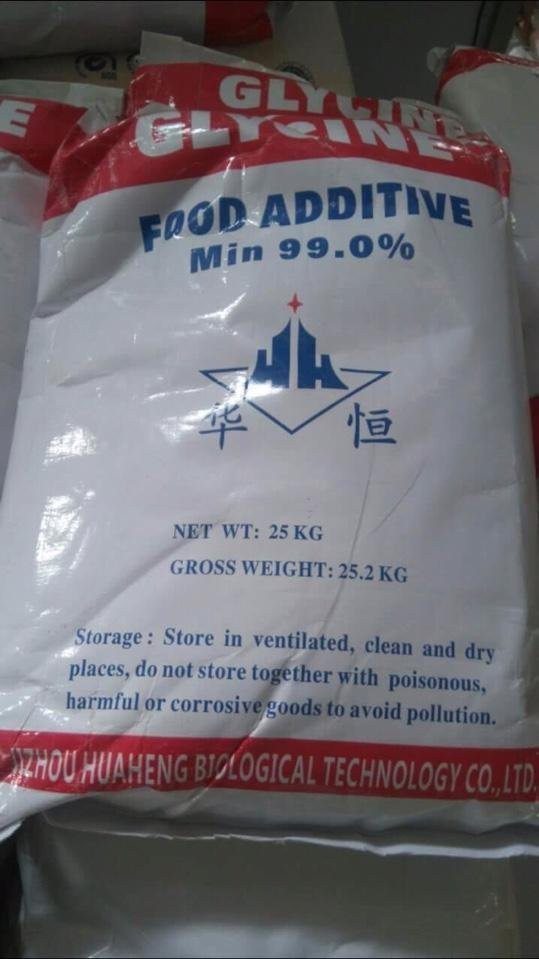 GLYCINE
GLYCINE
FOOD ADDITIVE
Min 99.0%
华 恒
NET WT: 25 KG
GROSS WEIGHT: 25.2 KG
Storage : Store in ventilated, clean and dry
places, do not store together with poisonous,
harmful or corrosive goods to avoid pollution.
JIZHOU HUAHENG BIOLOGICAL TECHNOLOGY CO.,LTD.
E